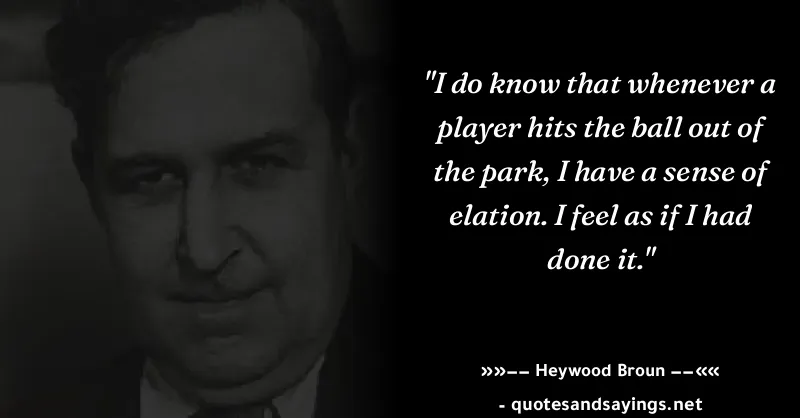 "I do know that whenever a
player hits the ball out of
the park, I have a sense of
elation. I feel as if I had
done it."
»»−− Heywood Broun −−««
- quotesandsayings.net